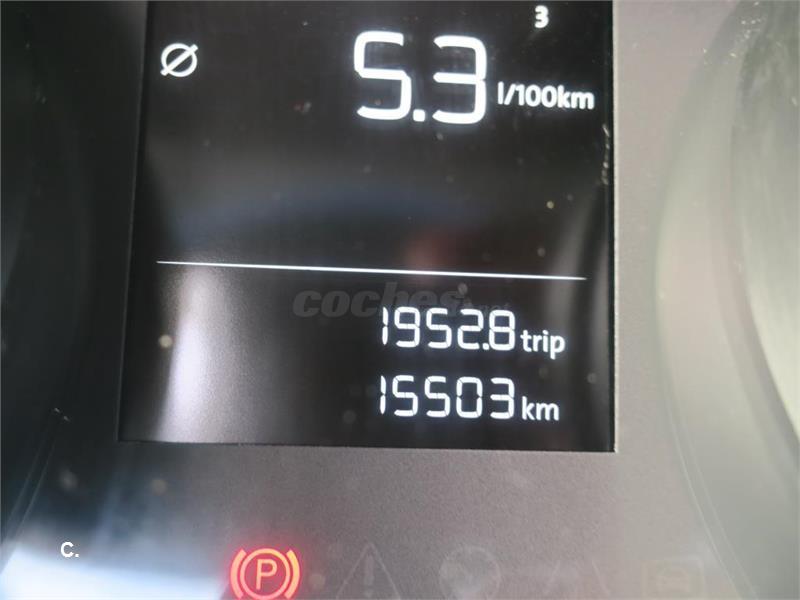 3
Ø 5.3 l/100km
coches.net
1952.8 trip
15503 km
C.
P